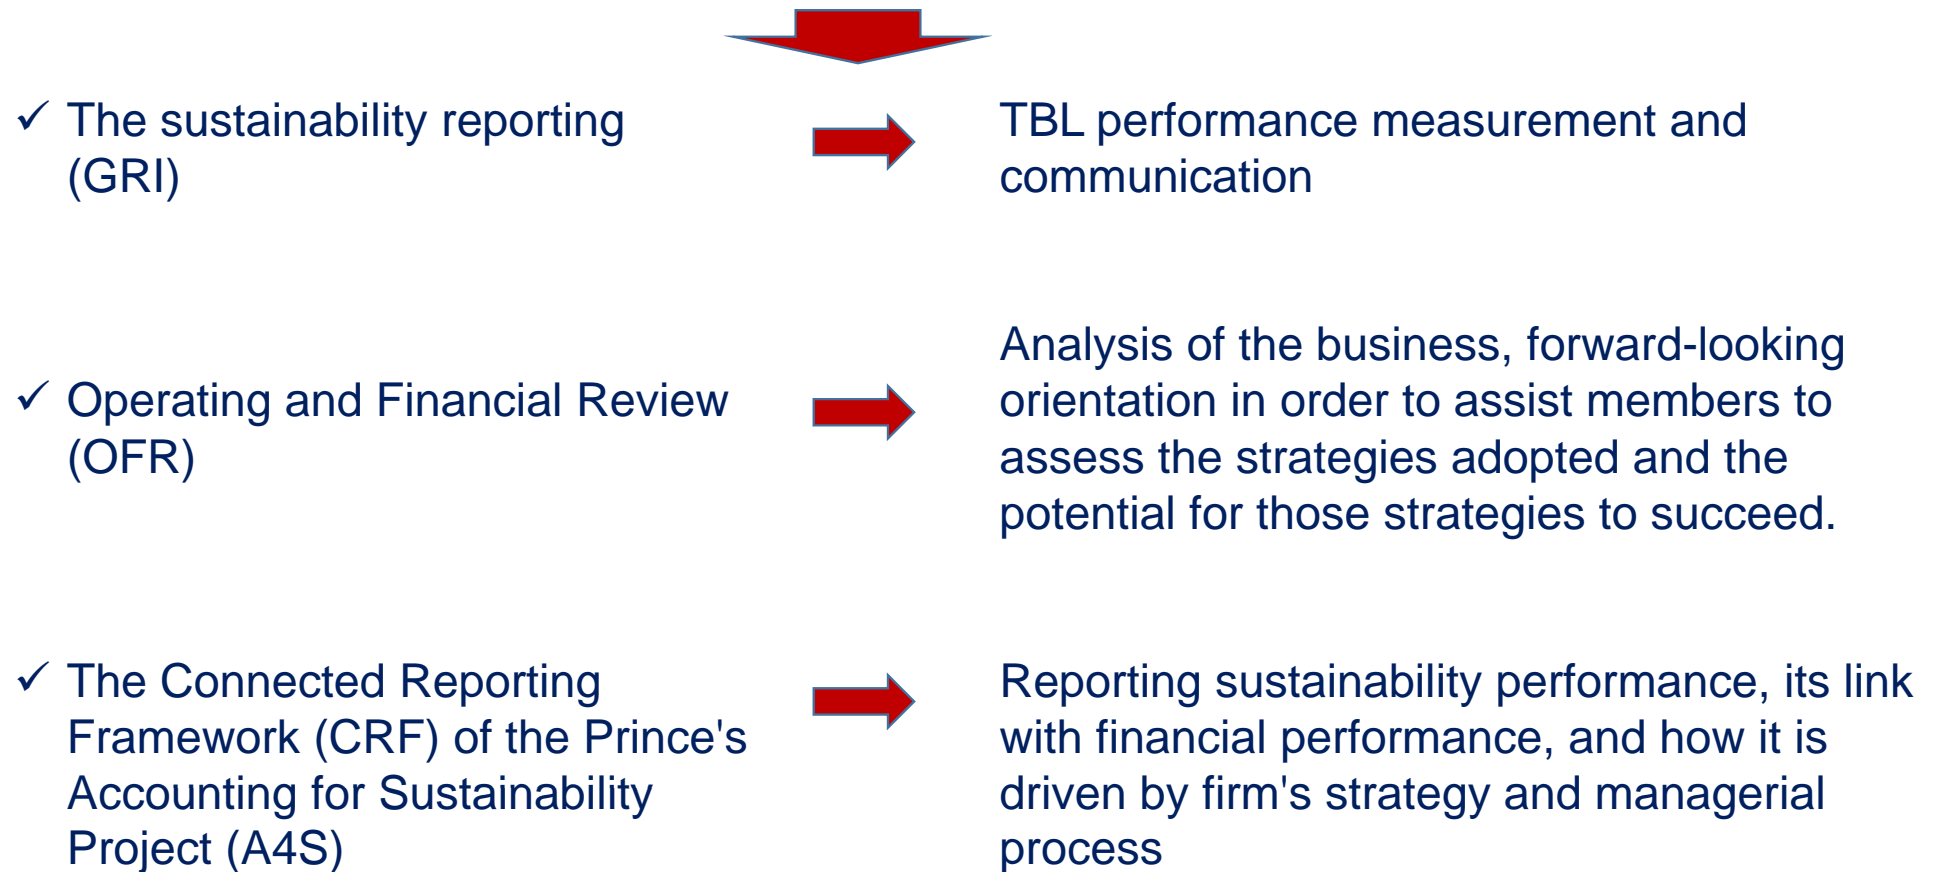 ✓ The sustainability reporting
(GRI)
TBL performance measurement and
communication
✓ Operating and Financial Review
(OFR)
Analysis of the business, forward-looking
orientation in order to assist members to
assess the strategies adopted and the
potential for those strategies to succeed.
✓ The Connected Reporting
Framework (CRF) of the Prince's
Accounting for Sustainability
Project (A4S)
Reporting sustainability performance, its link
with financial performance, and how it is
driven by firm's strategy and managerial
process